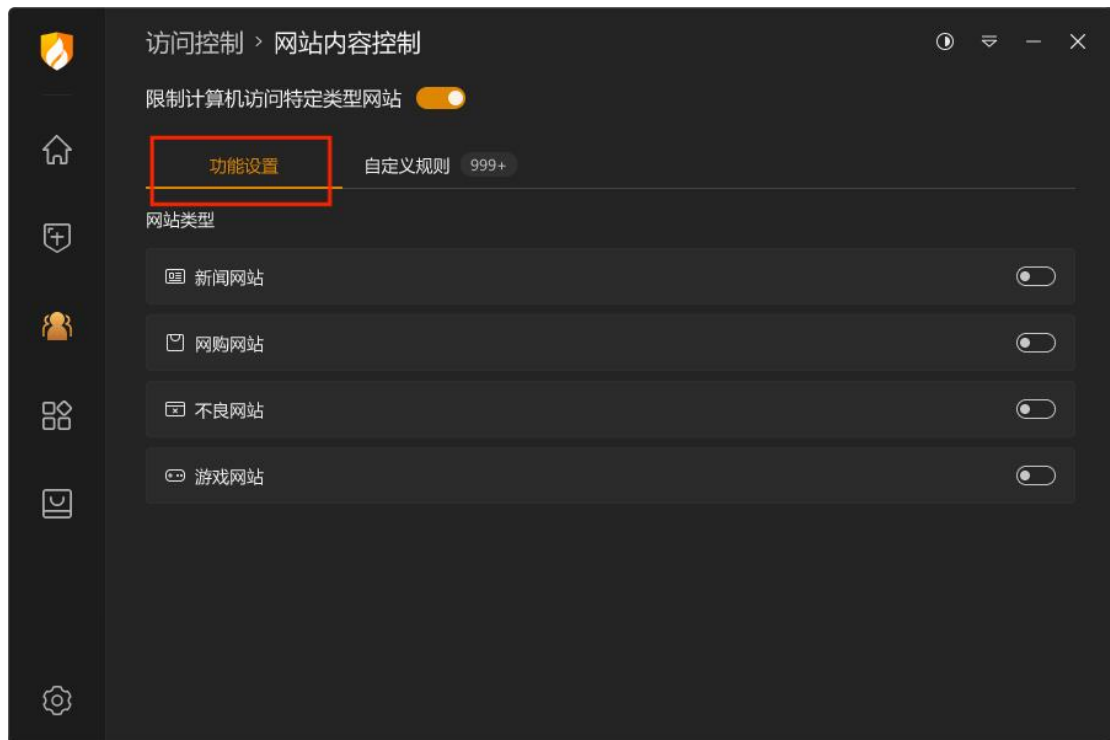 访问控制 > 网站内容控制
限制计算机访问特定类型网站
功能设置 自定义规则 999+
网站类型
新闻网站
网购网站
不良网站
游戏网站